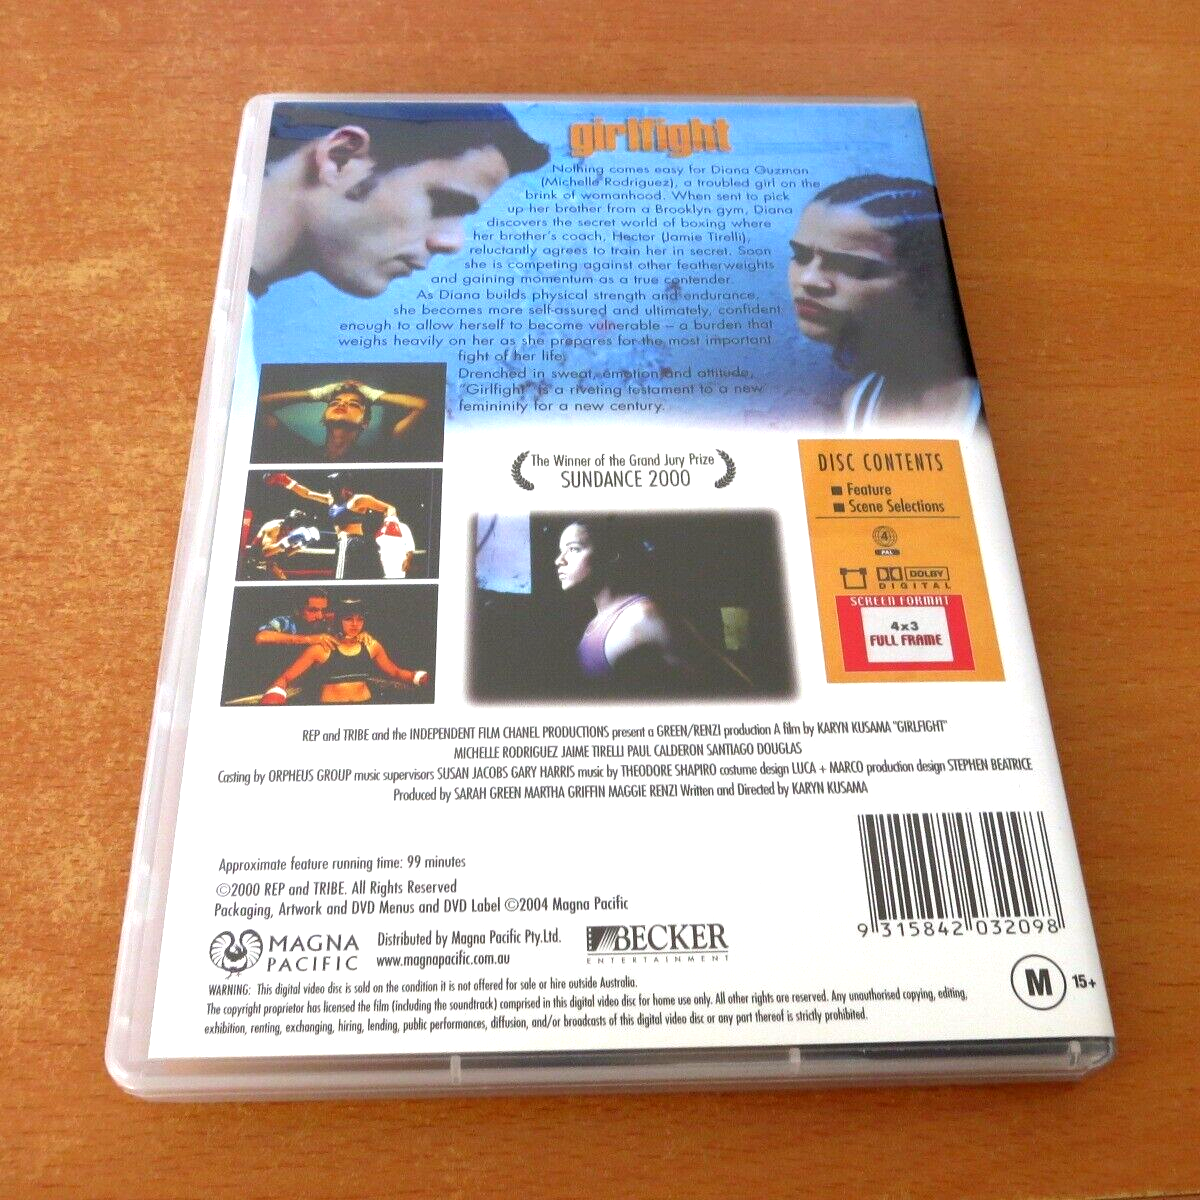 girlfight
Nothing comes easy for Diana Guzman
(Michelle Rodriguez), a troubled girl on the
brink of womanhood. When sent to pick
up her brother from a Brooklyn gym, Diana
discovers the secret world of boxing where
her brother's coach, Hector (Jamie Tirelli),
reluctantly agrees to train her in secret. Soon
she is competing against other featherweights
and gaining momentum as a true contender.
As Diana builds physical strength and endurance,
she becomes more self-assured and ultimately, confident
enough to allow herself to become vulnerable – a burden that
weighs heavily on her as she prepares for the most important
fight of her life.
Drenched in sweat, emotion and attitude,
"Girlfight" is a riveting testament to a new
femininity for a new century.
The Winner of the Grand Jury Prize
SUNDANCE 2000
DISC CONTENTS
Feature
Scene Selections
4
PAL
DOLBY
DIGITAL
SCREEN FORMAT
4x3
FULL FRAME
REP and TRIBE and the INDEPENDENT FILM CHANEL PRODUCTIONS present a GREEN/RENZI production A film by KARYN KUSAMA "GIRLFIGHT"
MICHELLE RODRIGUEZ JAIME TIRELLI PAUL CALDERON SANTIAGO DOUGLAS
Casting by ORPHEUS GROUP music supervisors SUSAN JACOBS GARY HARRIS music by THEODORE SHAPIRO costume design LUCA + MARCO production design STEPHEN BEATRICE
Produced by SARAH GREEN MARTHA GRIFFIN MAGGIE RENZI Written and Directed by KARYN KUSAMA
Approximate feature running time: 99 minutes
©2000 REP and TRIBE. All Rights Reserved
Packaging, Artwork and DVD Menus and DVD Label ©2004 Magna Pacific
MAGNA
PACIFIC
Distributed by Magna Pacific Pty.Ltd.
www.magnapacific.com.au
BECKER
ENTERTAINMENT
9 315842 032098
M 15+
WARNING: This digital video disc is sold on the condition it is not offered for sale or hire outside Australia.
The copyright proprietor has licensed the film (including the soundtrack) comprised in this digital video disc for home use only. All other rights are reserved. Any unauthorised copying, editing,
exhibition, renting, exchanging, hiring, lending, public performances, diffusion, and/or broadcasts of this digital video disc or any part thereof is strictly prohibited.